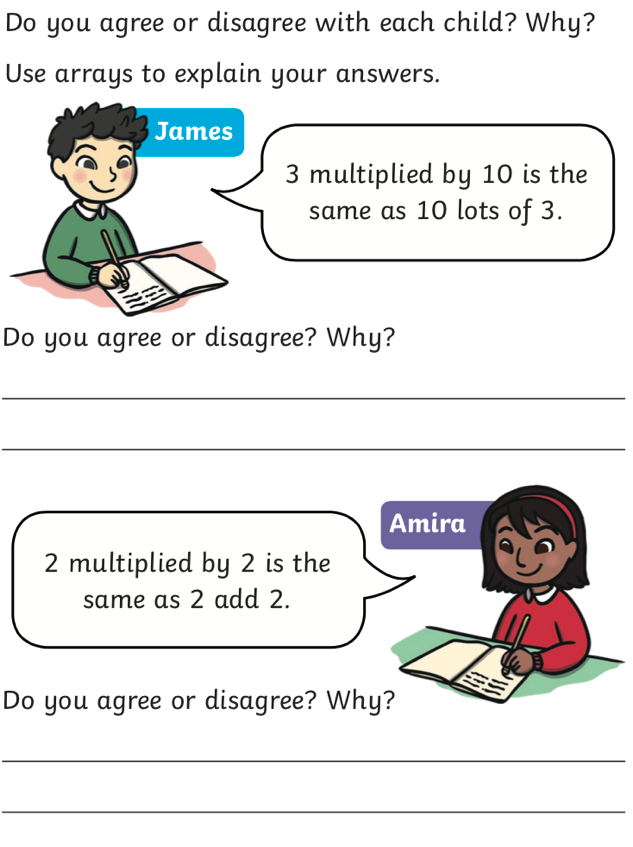 Do you agree or disagree with each child? Why?
Use arrays to explain your answers.
James
3 multiplied by 10 is the
same as 10 lots of 3.
Do you agree or disagree? Why?
Amira
2 multiplied by 2 is the
same as 2 add 2.
Do you agree or disagree? Why?